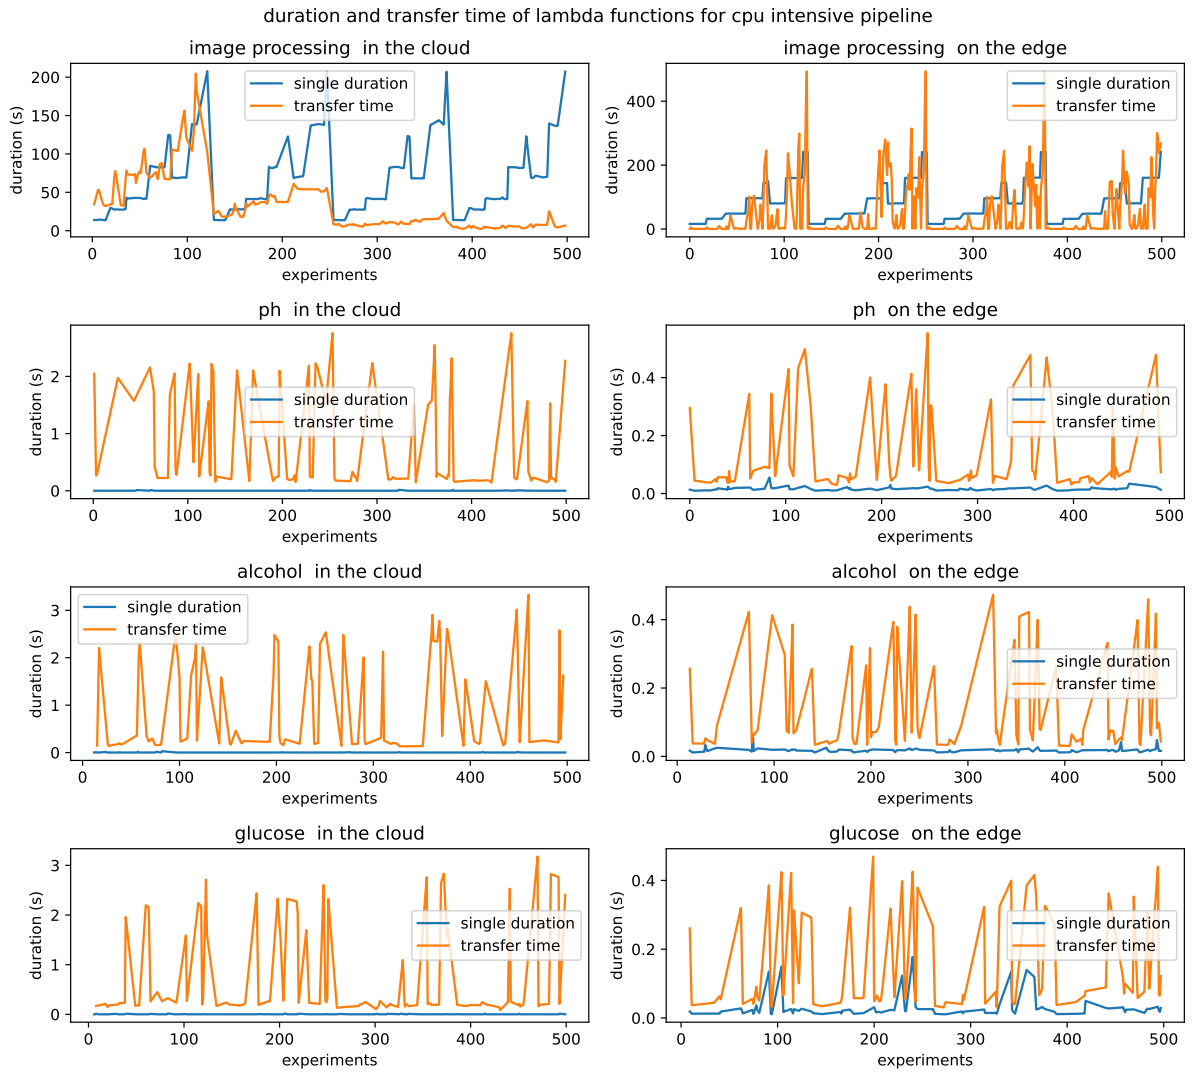 duration and transfer time of lambda functions for cpu intensive pipeline
image processing  in the cloud
duration (s)
200
150
100
50
0
single duration
transfer time
0 100 200 300 400 500
experiments
image processing  on the edge
duration (s)
400
200
0
single duration
transfer time
0 100 200 300 400 500
experiments
ph  in the cloud
duration (s)
2
1
0
single duration
transfer time
0 100 200 300 400 500
experiments
ph  on the edge
duration (s)
0.4
0.2
0.0
single duration
transfer time
0 100 200 300 400 500
experiments
alcohol  in the cloud
duration (s)
3
2
1
0
single duration
transfer time
0 100 200 300 400 500
experiments
alcohol  on the edge
duration (s)
0.4
0.2
0.0
single duration
transfer time
0 100 200 300 400 500
experiments
glucose  in the cloud
duration (s)
3
2
1
0
single duration
transfer time
0 100 200 300 400 500
experiments
glucose  on the edge
duration (s)
0.4
0.2
0.0
single duration
transfer time
0 100 200 300 400 500
experiments